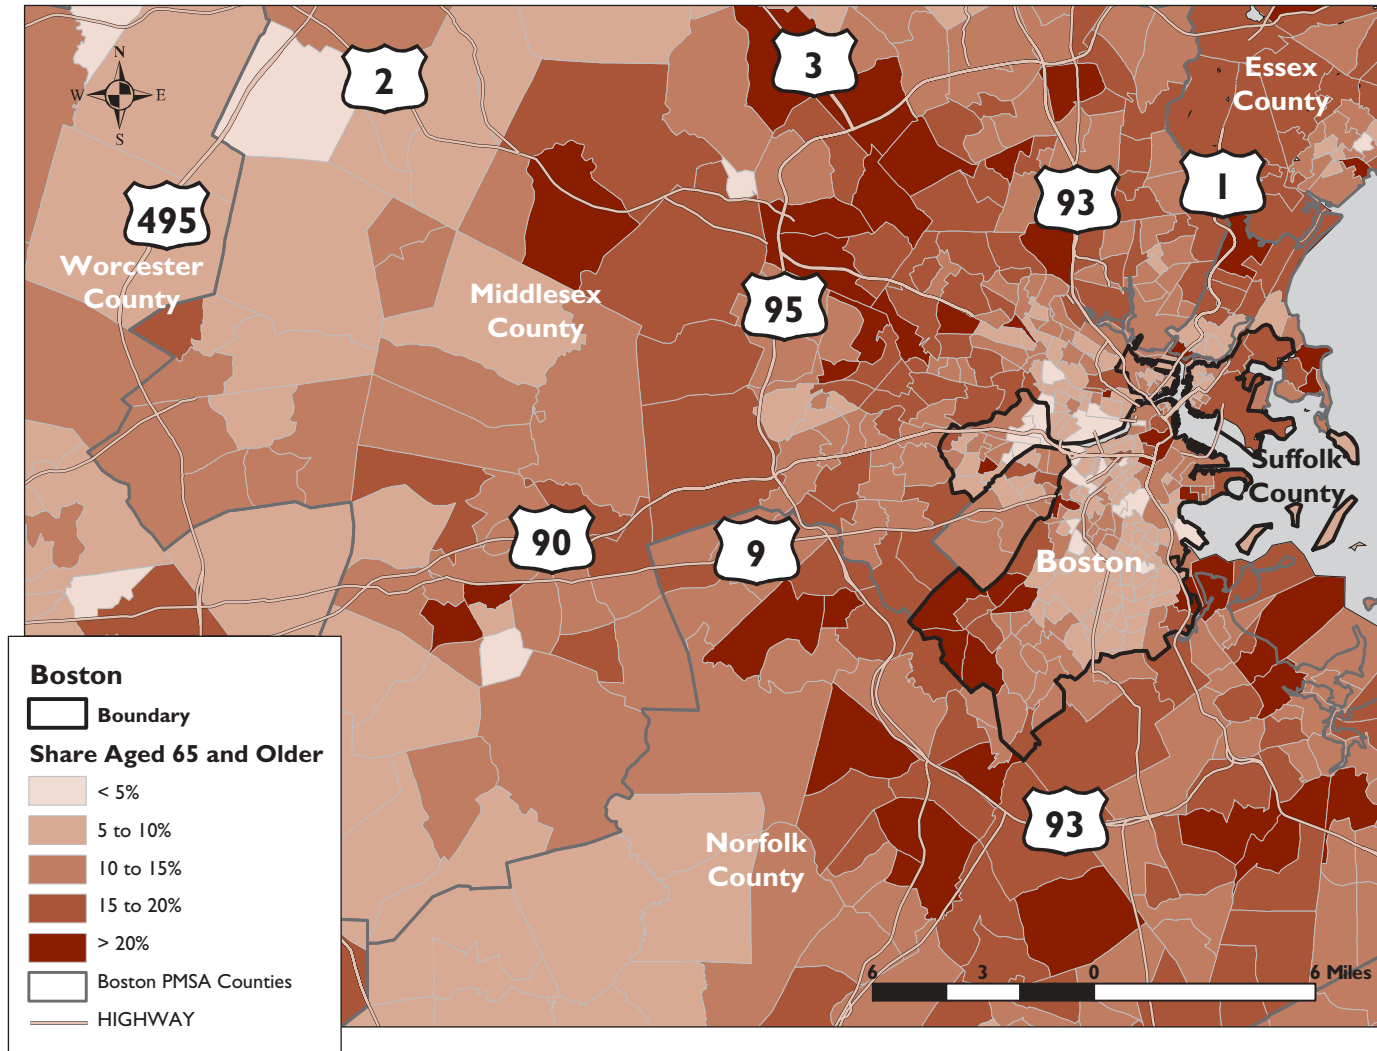 N
W E
S
2
3
Essex
County
495
93
1
Worcester
County
Middlesex
County
95
Suffolk
County
90
9
Boston
93
Norfolk
County
6 3 0 6 Miles
Boston
Boundary
Share Aged 65 and Older
< 5%
5 to 10%
10 to 15%
15 to 20%
> 20%
Boston PMSA Counties
HIGHWAY